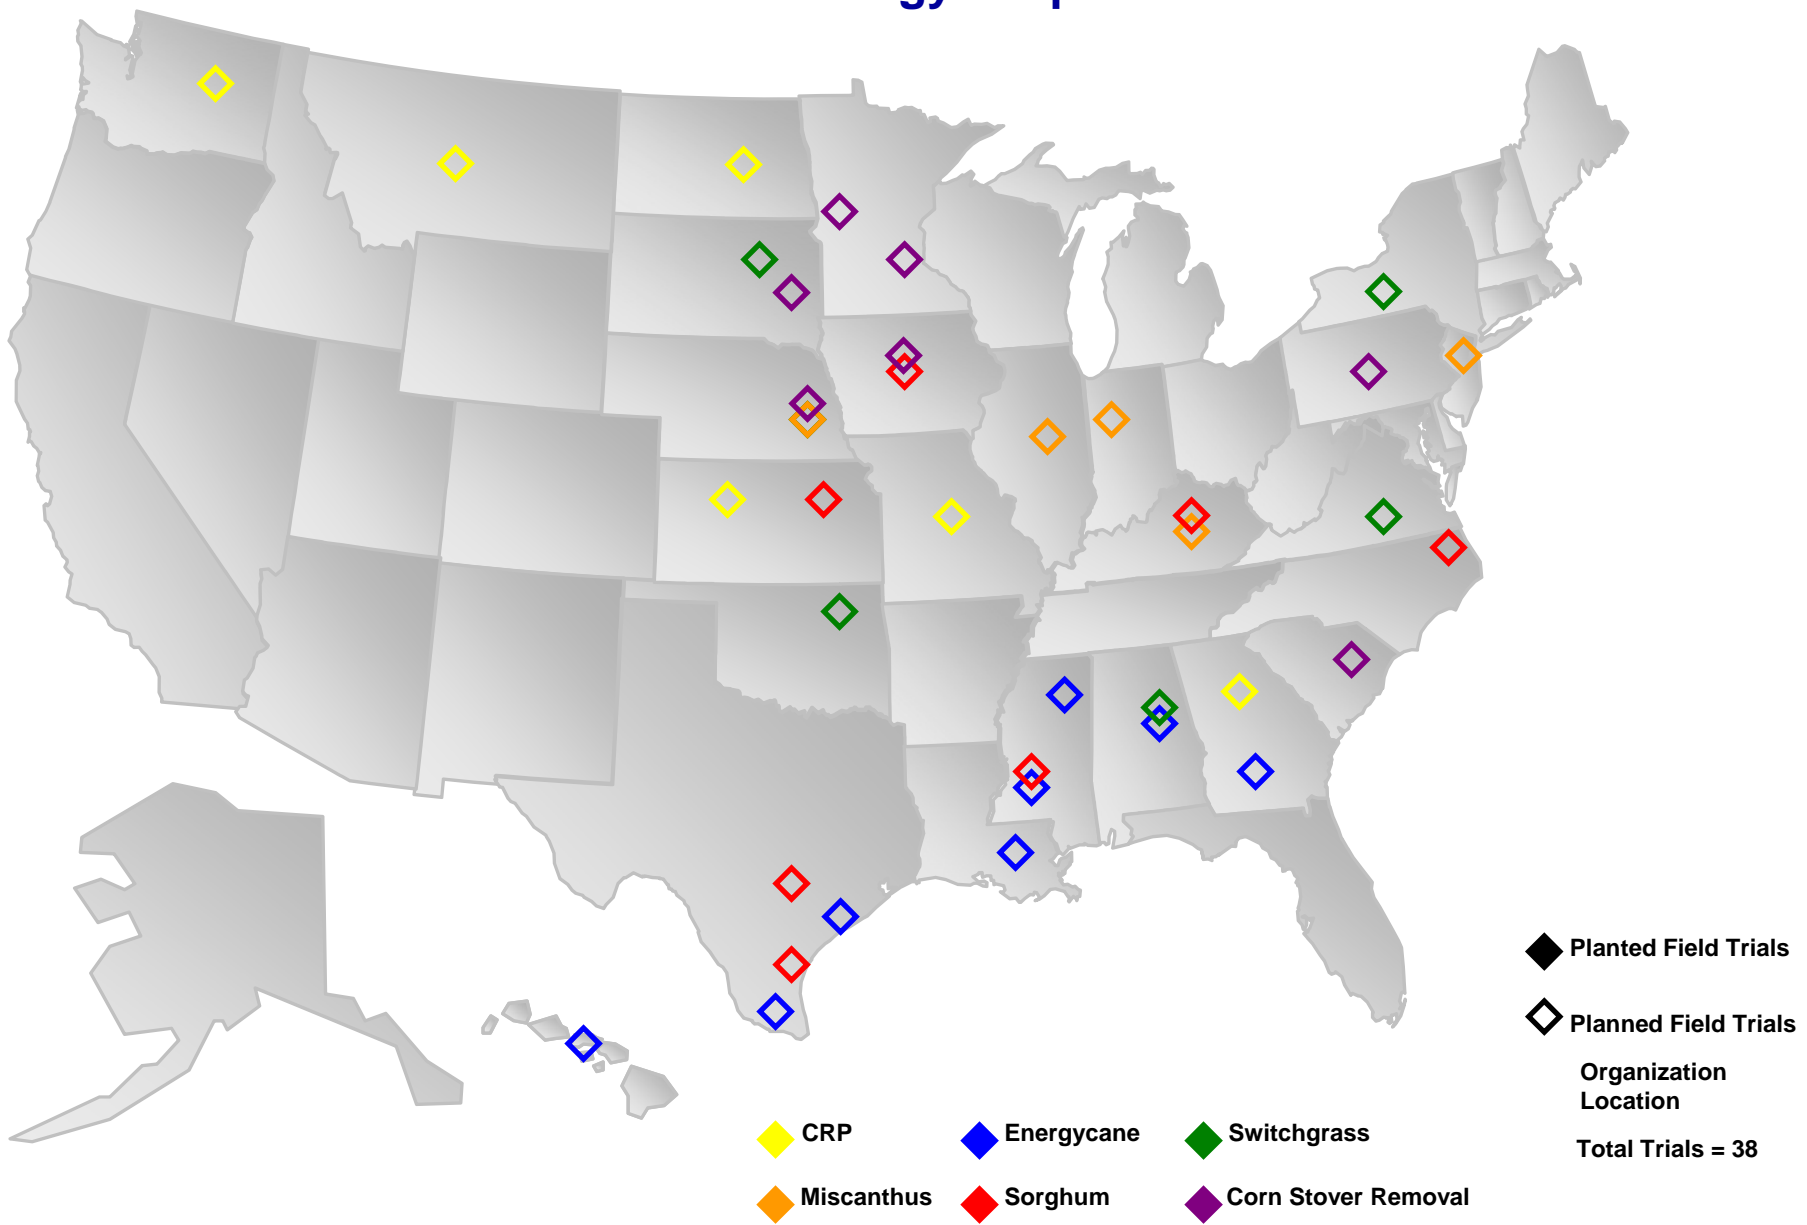 Planted Field Trials
Planned Field Trials
Organization
Location
Total Trials = 38
CRP
Energycane
Switchgrass
Miscanthus
Sorghum
Corn Stover Removal